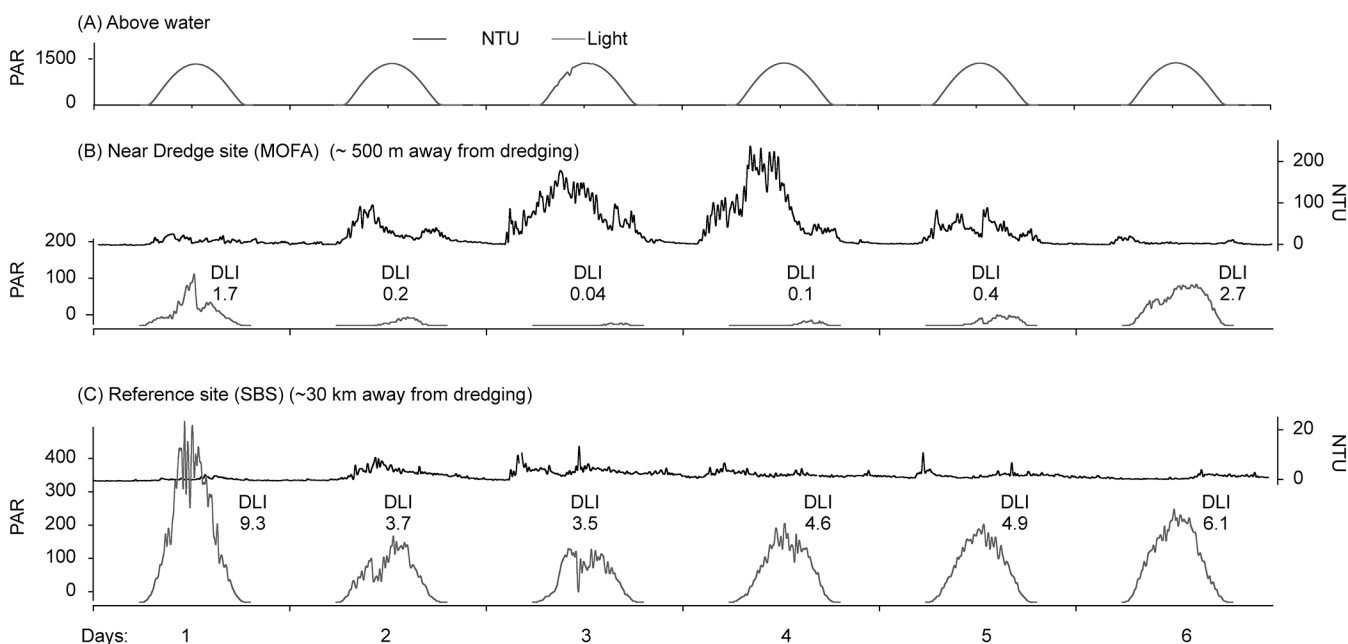 (A) Above water
NTU Light
PAR
1500
0
(B) Near Dredge site (MOFA) (~ 500 m away from dredging)
200
100
0
NTU
PAR
200
100
0
DLI DLI DLI DLI DLI DLI
1.7 0.2 0.04 0.1 0.4 2.7
(C) Reference site (SBS) (~30 km away from dredging)
20
0
NTU
PAR
400
300
200
100
0
DLI DLI DLI DLI DLI DLI
9.3 3.7 3.5 4.6 4.9 6.1
Days: 1 2 3 4 5 6